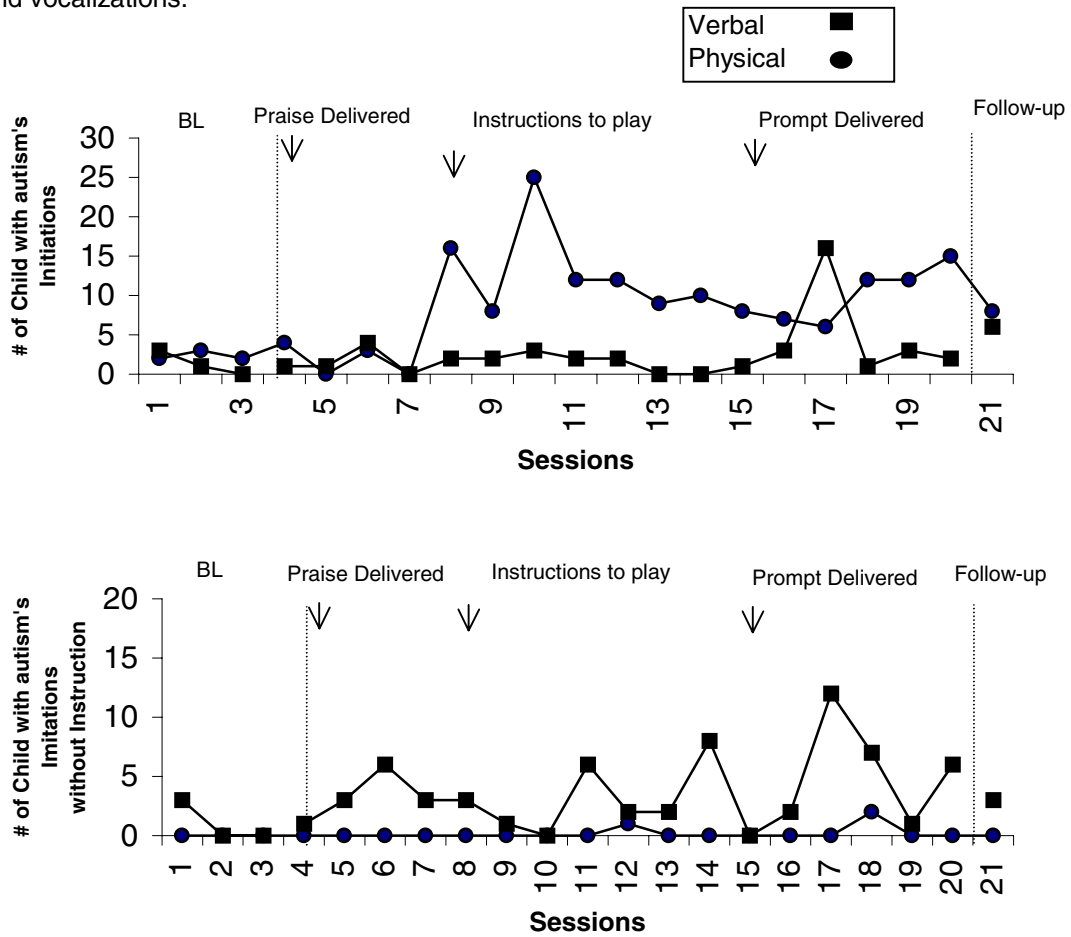 nd vocalizations.
Verbal
Physical
BL
Praise Delivered
Instructions to play
Prompt Delivered
Follow-up
# of Child with autism's
Initiations
30
25
20
15
10
5
0
1 3 5 7 9 11 13 15 17 19 21
Sessions
BL
Praise Delivered
Instructions to play
Prompt Delivered
Follow-up
# of Child with autism's
Imitations
without Instruction
20
15
10
5
0
1 2 3 4 5 6 7 8 9 10 11 12 13 14 15 16 17 18 19 20 21
Sessions